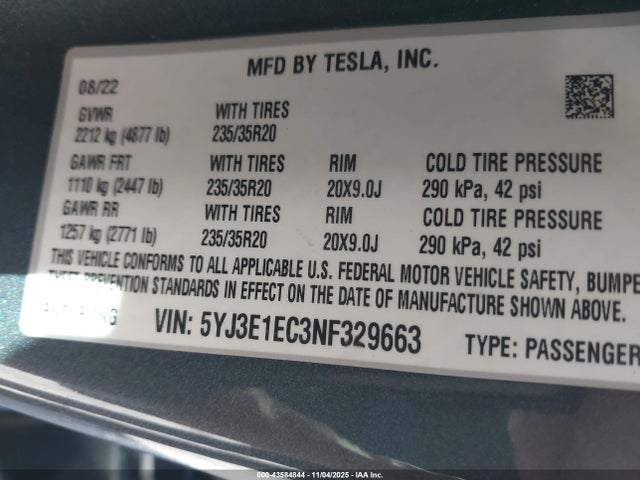 MFD BY TESLA, INC.
08/22
GVWR WITH TIRES
2212 kg (4877 lb) 235/35R20
GAWR FRT WITH TIRES RIM COLD TIRE PRESSURE
1110 kg (2447 lb) 235/35R20 20X9.0J 290 kPa, 42 psi
GAWR RR WITH TIRES RIM COLD TIRE PRESSURE
1257 kg (2771 lb) 235/35R20 20X9.0J 290 kPa, 42 psi
THIS VEHICLE CONFORMS TO ALL APPLICABLE U.S. FEDERAL MOTOR VEHICLE SAFETY, BUMPE
THEFT PREVENTION STANDARDS IN EFFECT ON THE DATE OF MANUFACTURE SHOWN ABOVE.
VIN: 5YJ3E1EC3NF329663 TYPE: PASSENGER
000-43584844 - 11/04/2025 - IAA Inc.